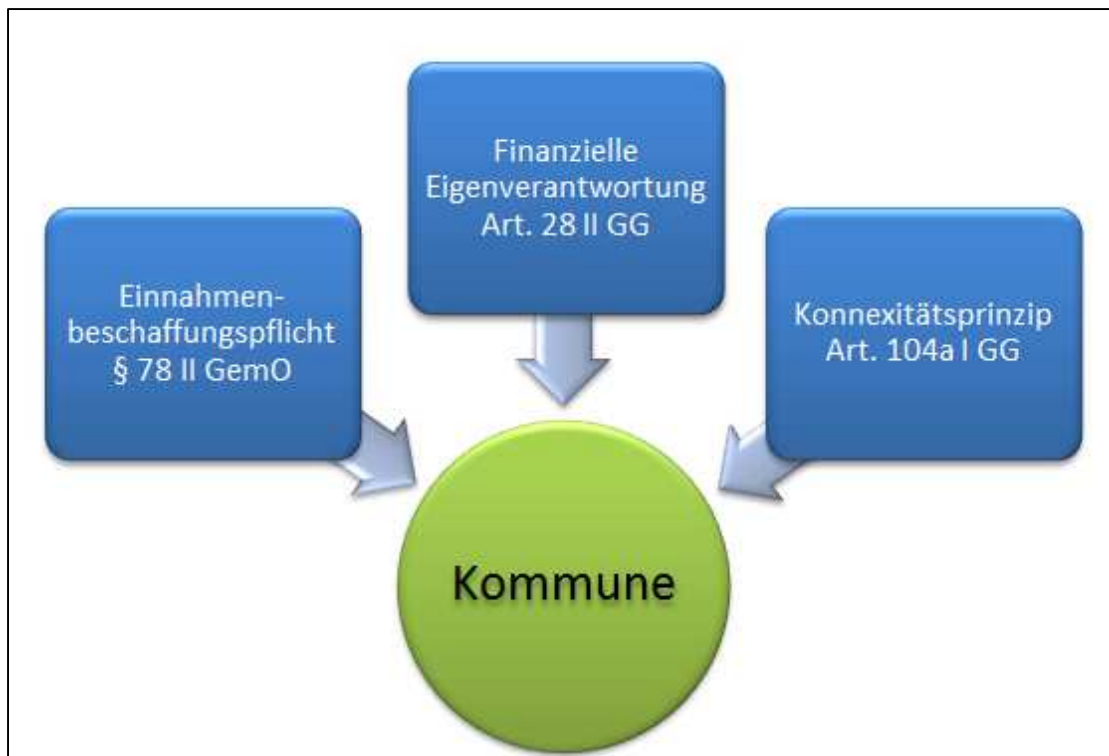 Einnahmen-
beschaffungspflicht
§ 78 II GemO
Finanzielle
Eigenverantwortung
Art. 28 II GG
Konnexitätsprinzip
Art. 104a I GG
Kommune